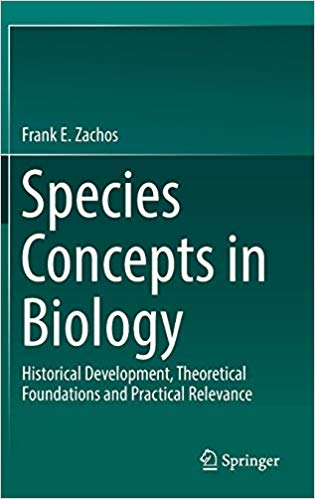 Frank E. Zachos
Species
Concepts in
Biology
Historical Development, Theoretical
Foundations and Practical Relevance
Springer